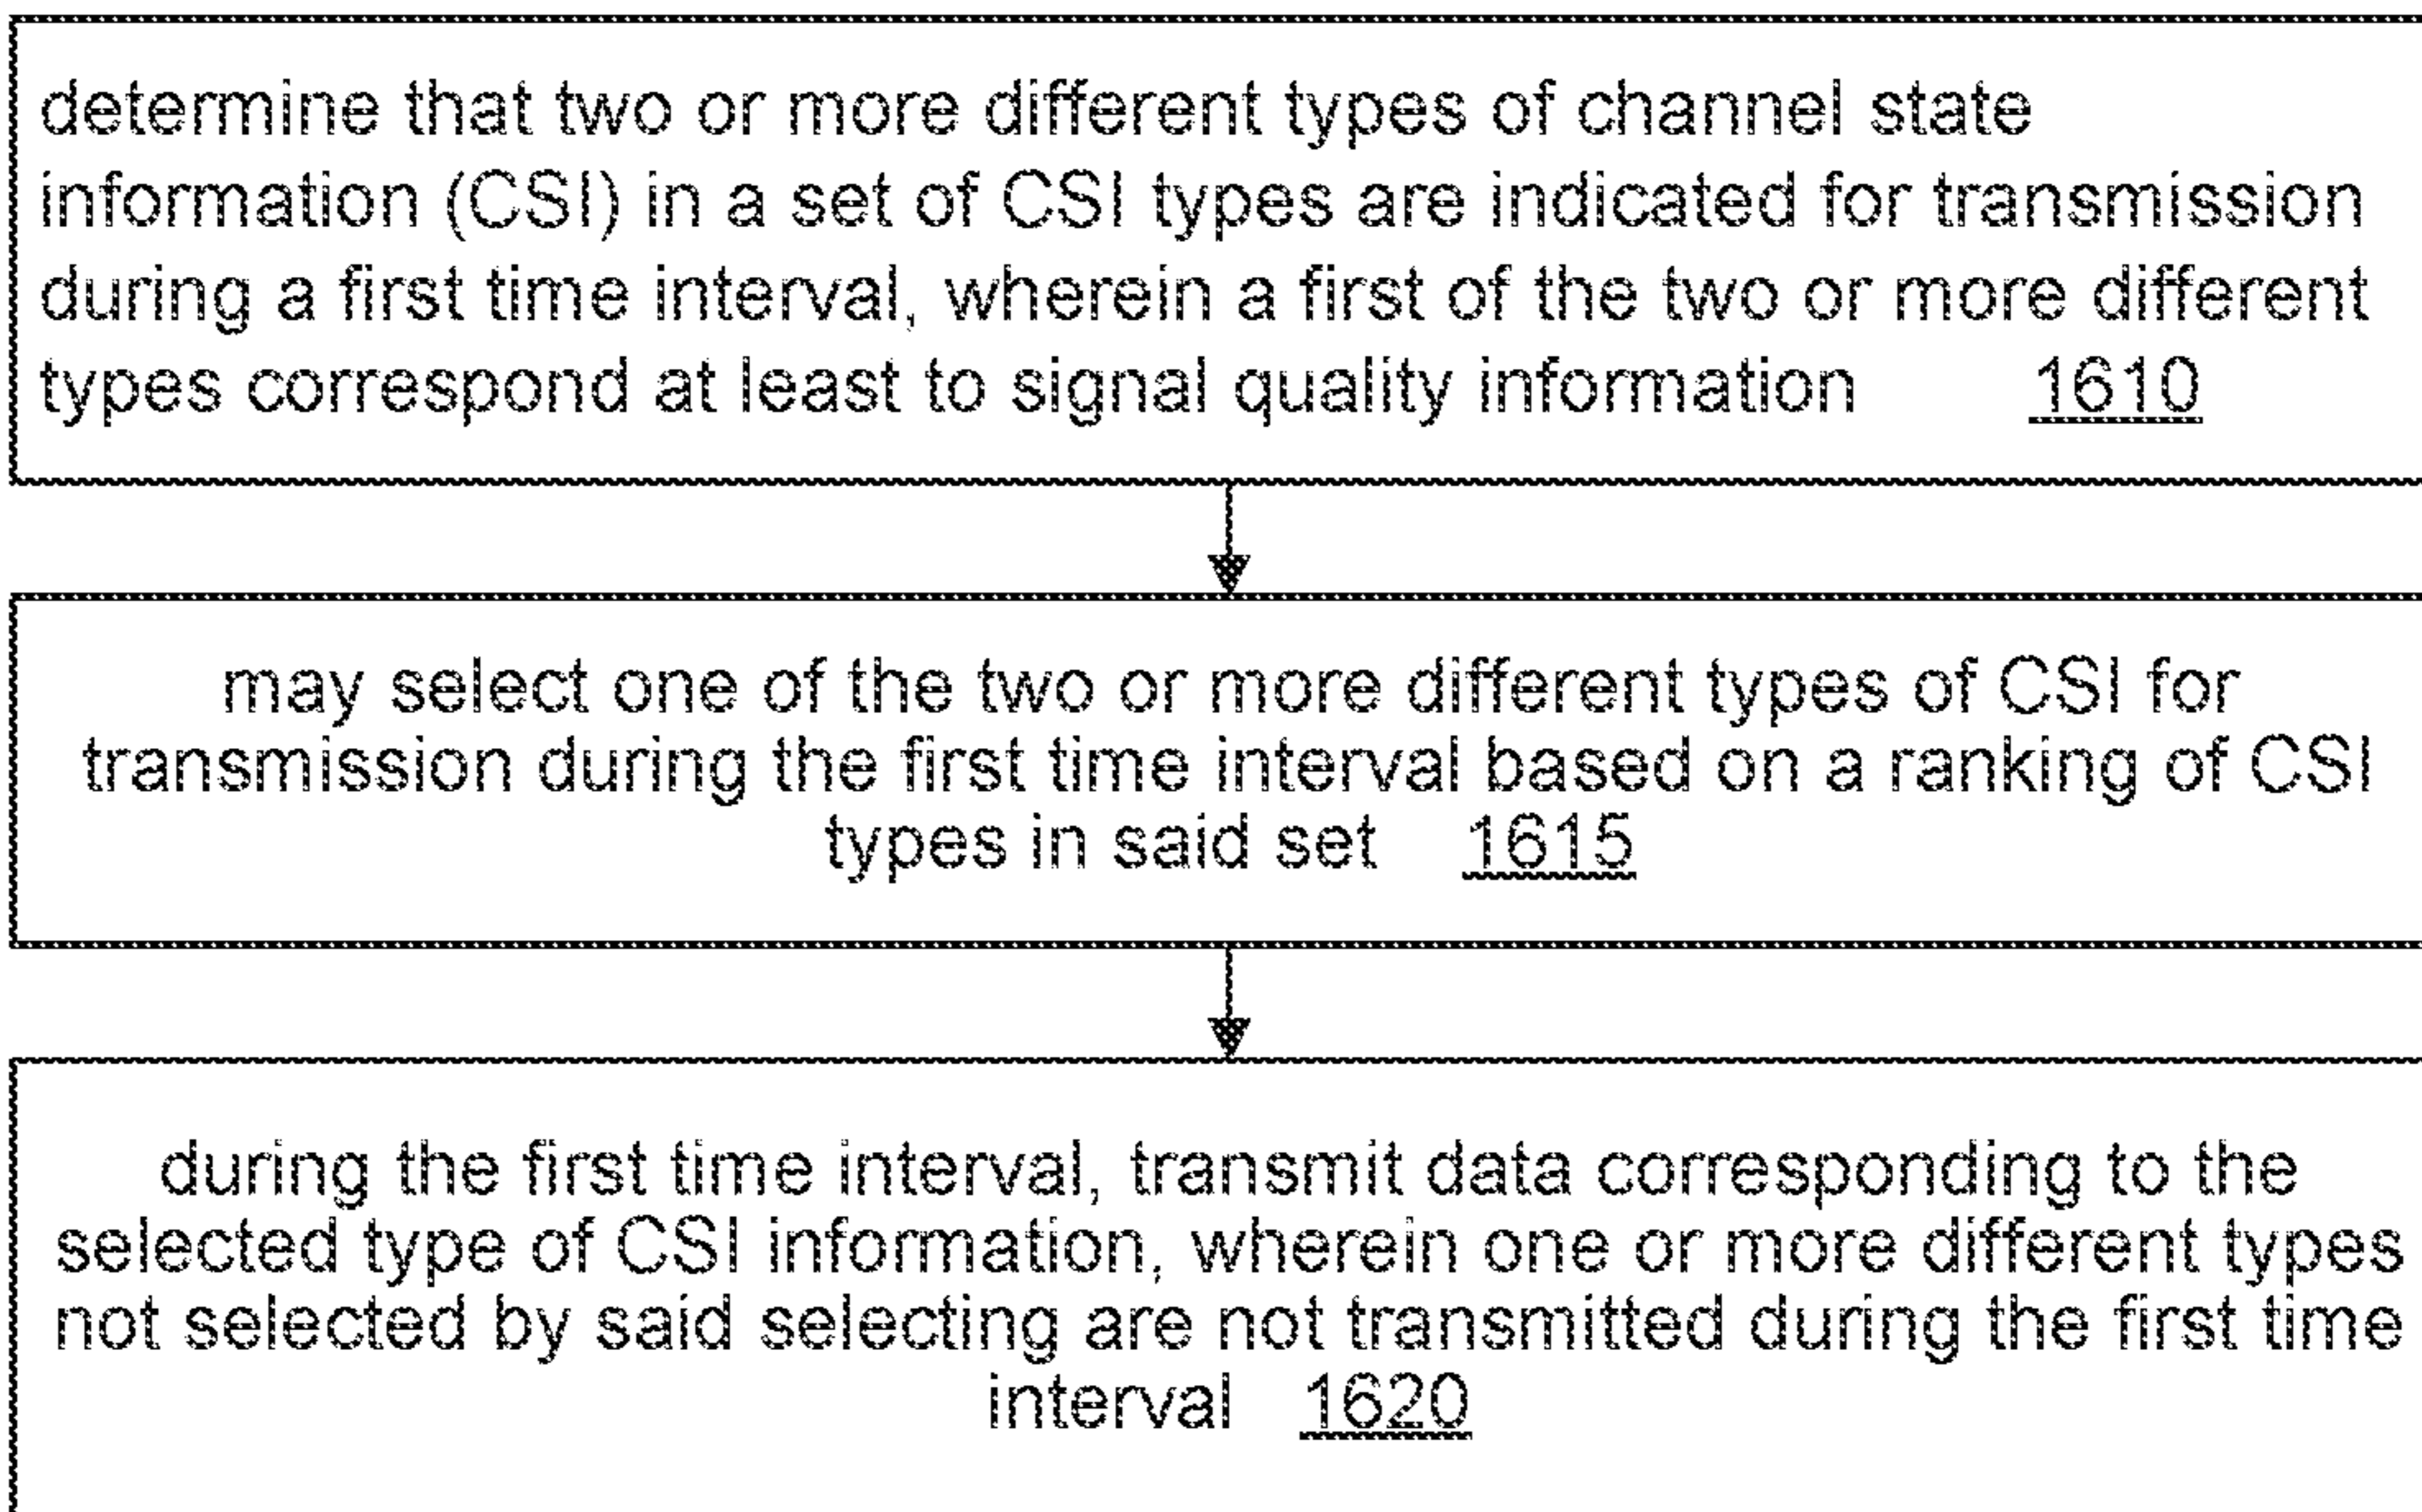 determine that two or more different types of channel state
information (CSI) in a set of CSI types are indicated for transmission
during a first time interval, wherein a first of the two or more different
types correspond at least to signal quality information 1610
may select one of the two or more different types of CSI for
transmission during the first time interval based on a ranking of CSI
types in said set 1615
during the first time interval, transmit data corresponding to the
selected type of CSI information, wherein one or more different types
not selected by said selecting are not transmitted during the first time
interval 1620